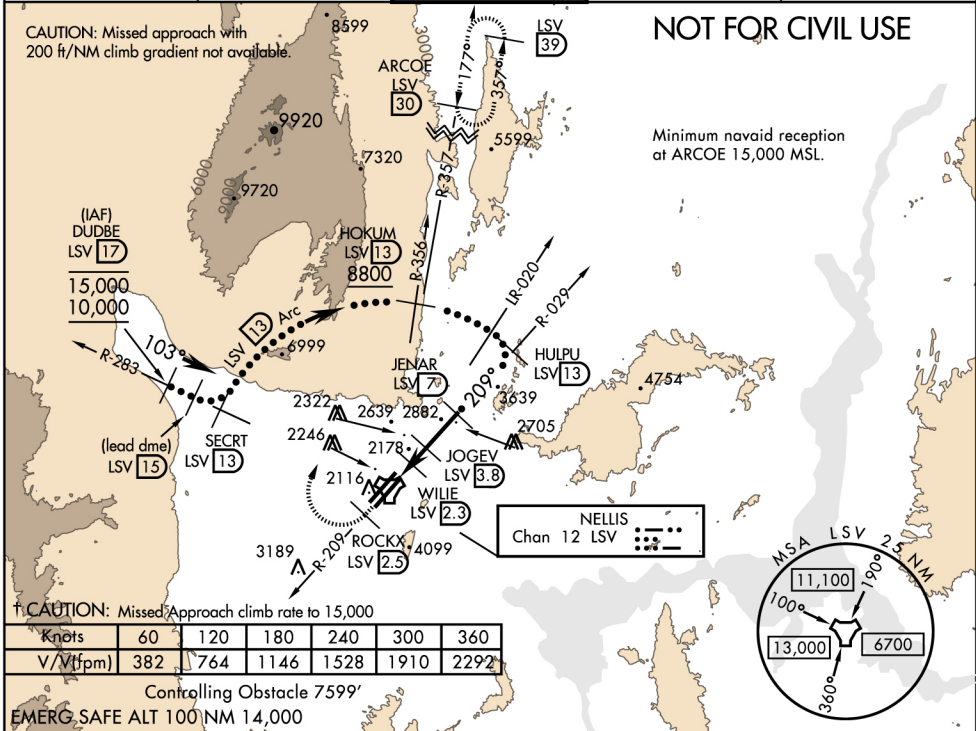 CAUTION: Missed approach with
200 ft/NM climb gradient not available.
8599
3000
177°
357°
LSV
39
NOT FOR CIVIL USE
ARCOE
LSV
30
9920
5599
Minimum navaid reception
at ARCOE 15,000 MSL.
7320
9000
9000
9720
R-357
(IAF)
DUDBE
LSV 17
15,000
10,000
HOKUM
LSV 13
8800
R-356
LR-020
R-029
103°
R-283
LSV 13 Arc
6999
JENAR
LSV 7
209°
HULPU
LSV 13
4754
3639
2322
2639
2882
2705
2246
2178
(lead dme)
LSV 15
SECRT
LSV 13
JOGEV
LSV 3.8
2116
WILIE
LSV 2.3
NELLIS
Chan 12 LSV
ROCKX
LSV 2.5
4099
R-209
3189
MSA LSV 25 NM
11,100
190°
100°
13,000
6700
360°
† CAUTION: Missed Approach climb rate to 15,000
Knots 60 120 180 240 300 360
V/V(fpm) 382 764 1146 1528 1910 2292
Controlling Obstacle 7599'
EMERG SAFE ALT 100 NM 14,000